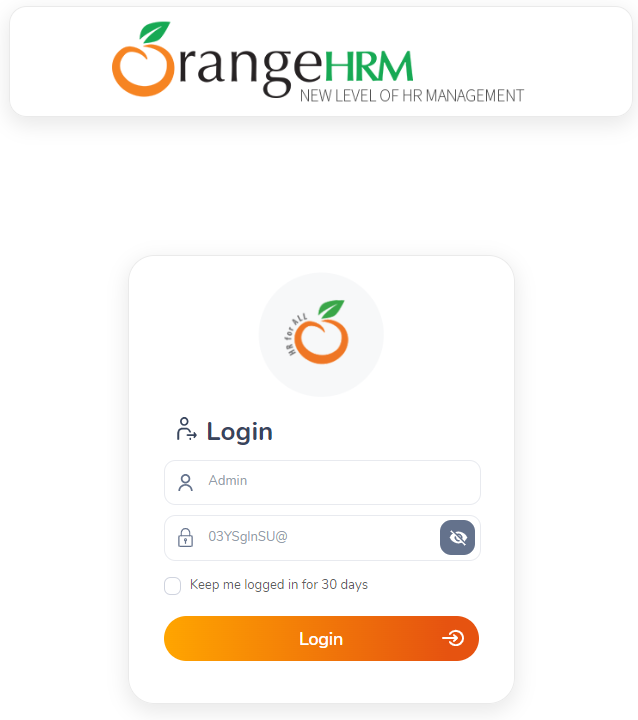 OrangeHRM
NEW LEVEL OF HR MANAGEMENT
HR for ALL
Login
Admin
03YSglnSU@
Keep me logged in for 30 days
Login